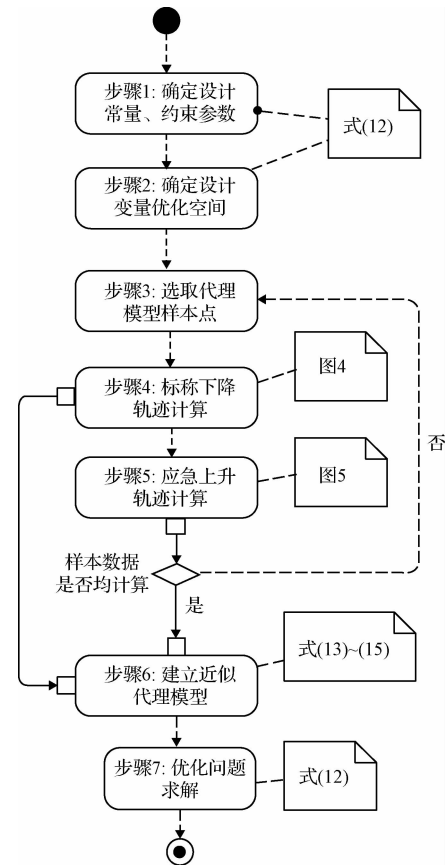 步骤1: 确定设计
常量、约束参数
式(12)
步骤2: 确定设计
变量优化空间
步骤3: 选取代理
模型样本点
图4
步骤4: 标称下降
轨迹计算
否
步骤5: 应急上升
轨迹计算
图5
样本数据
是否均计算
是
式(13)~(15)
步骤6: 建立近似
代理模型
步骤7: 优化问题
求解
式(12)